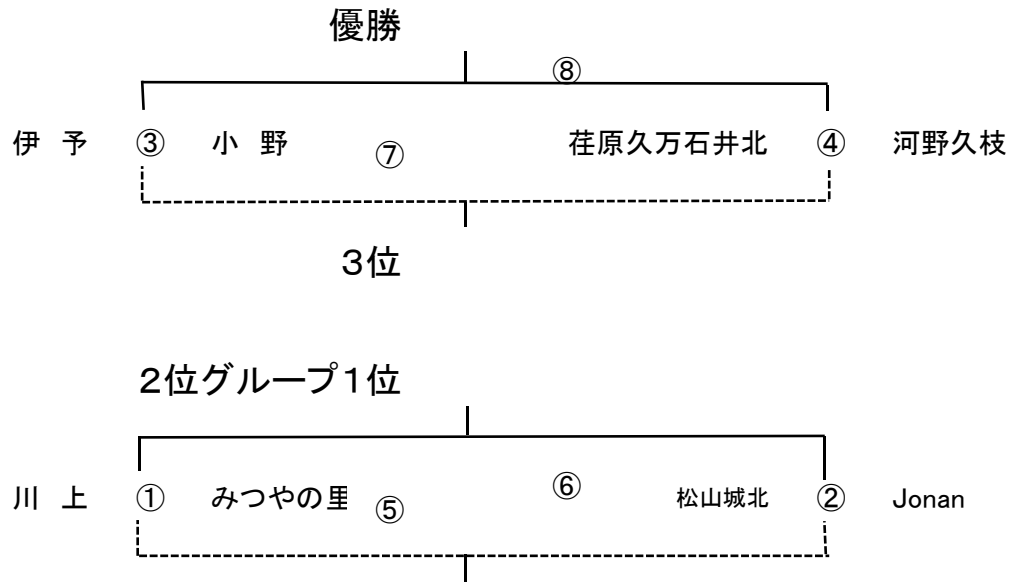 優勝
⑧
伊 予 ③ 小 野 ⑦ 荏原久万石井北 ④ 河野久枝
３位
２位グループ１位
川 上 ① みつやの里 ⑤ ⑥ 松山城北 ② Jonan